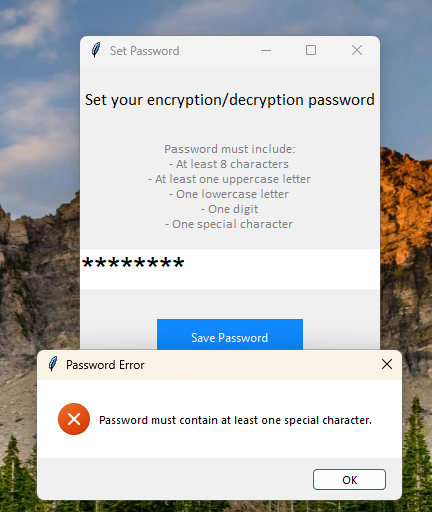 Set Password
Set your encryption/decryption password
Password must include:
- At least 8 characters
- At least one uppercase letter
- One lowercase letter
- One digit
- One special character
********
Save Password
Password Error
Password must contain at least one special character.
OK